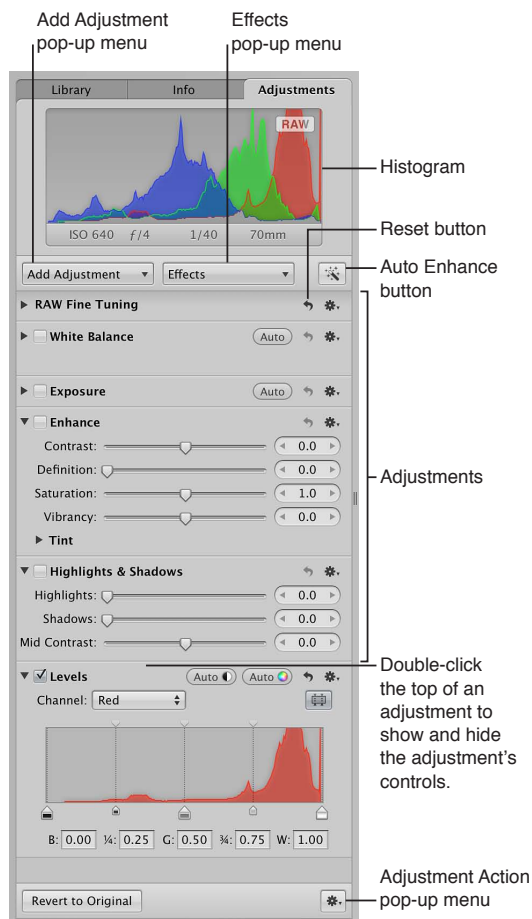 Add Adjustment
pop-up menu
Effects
pop-up menu
Library
Info
Adjustments
RAW
Histogram
ISO 640 ƒ/4 1/40 70mm
Reset button
Add Adjustment
Effects
Auto Enhance
button
RAW Fine Tuning
White Balance
Auto
Exposure
Auto
Enhance
Contrast: 0.0
Definition: 0.0
Saturation: 1.0
Vibrancy: 0.0
Tint
Adjustments
Highlights & Shadows
Highlights: 0.0
Shadows: 0.0
Mid Contrast: 0.0
Levels
Auto
Auto
Channel: Red
Double-click
the top of an
adjustment to
show and hide
the adjustment's
controls.
B: 0.00 ¼: 0.25 G: 0.50 ¾: 0.75 W: 1.00
Revert to Original
Adjustment Action
pop-up menu